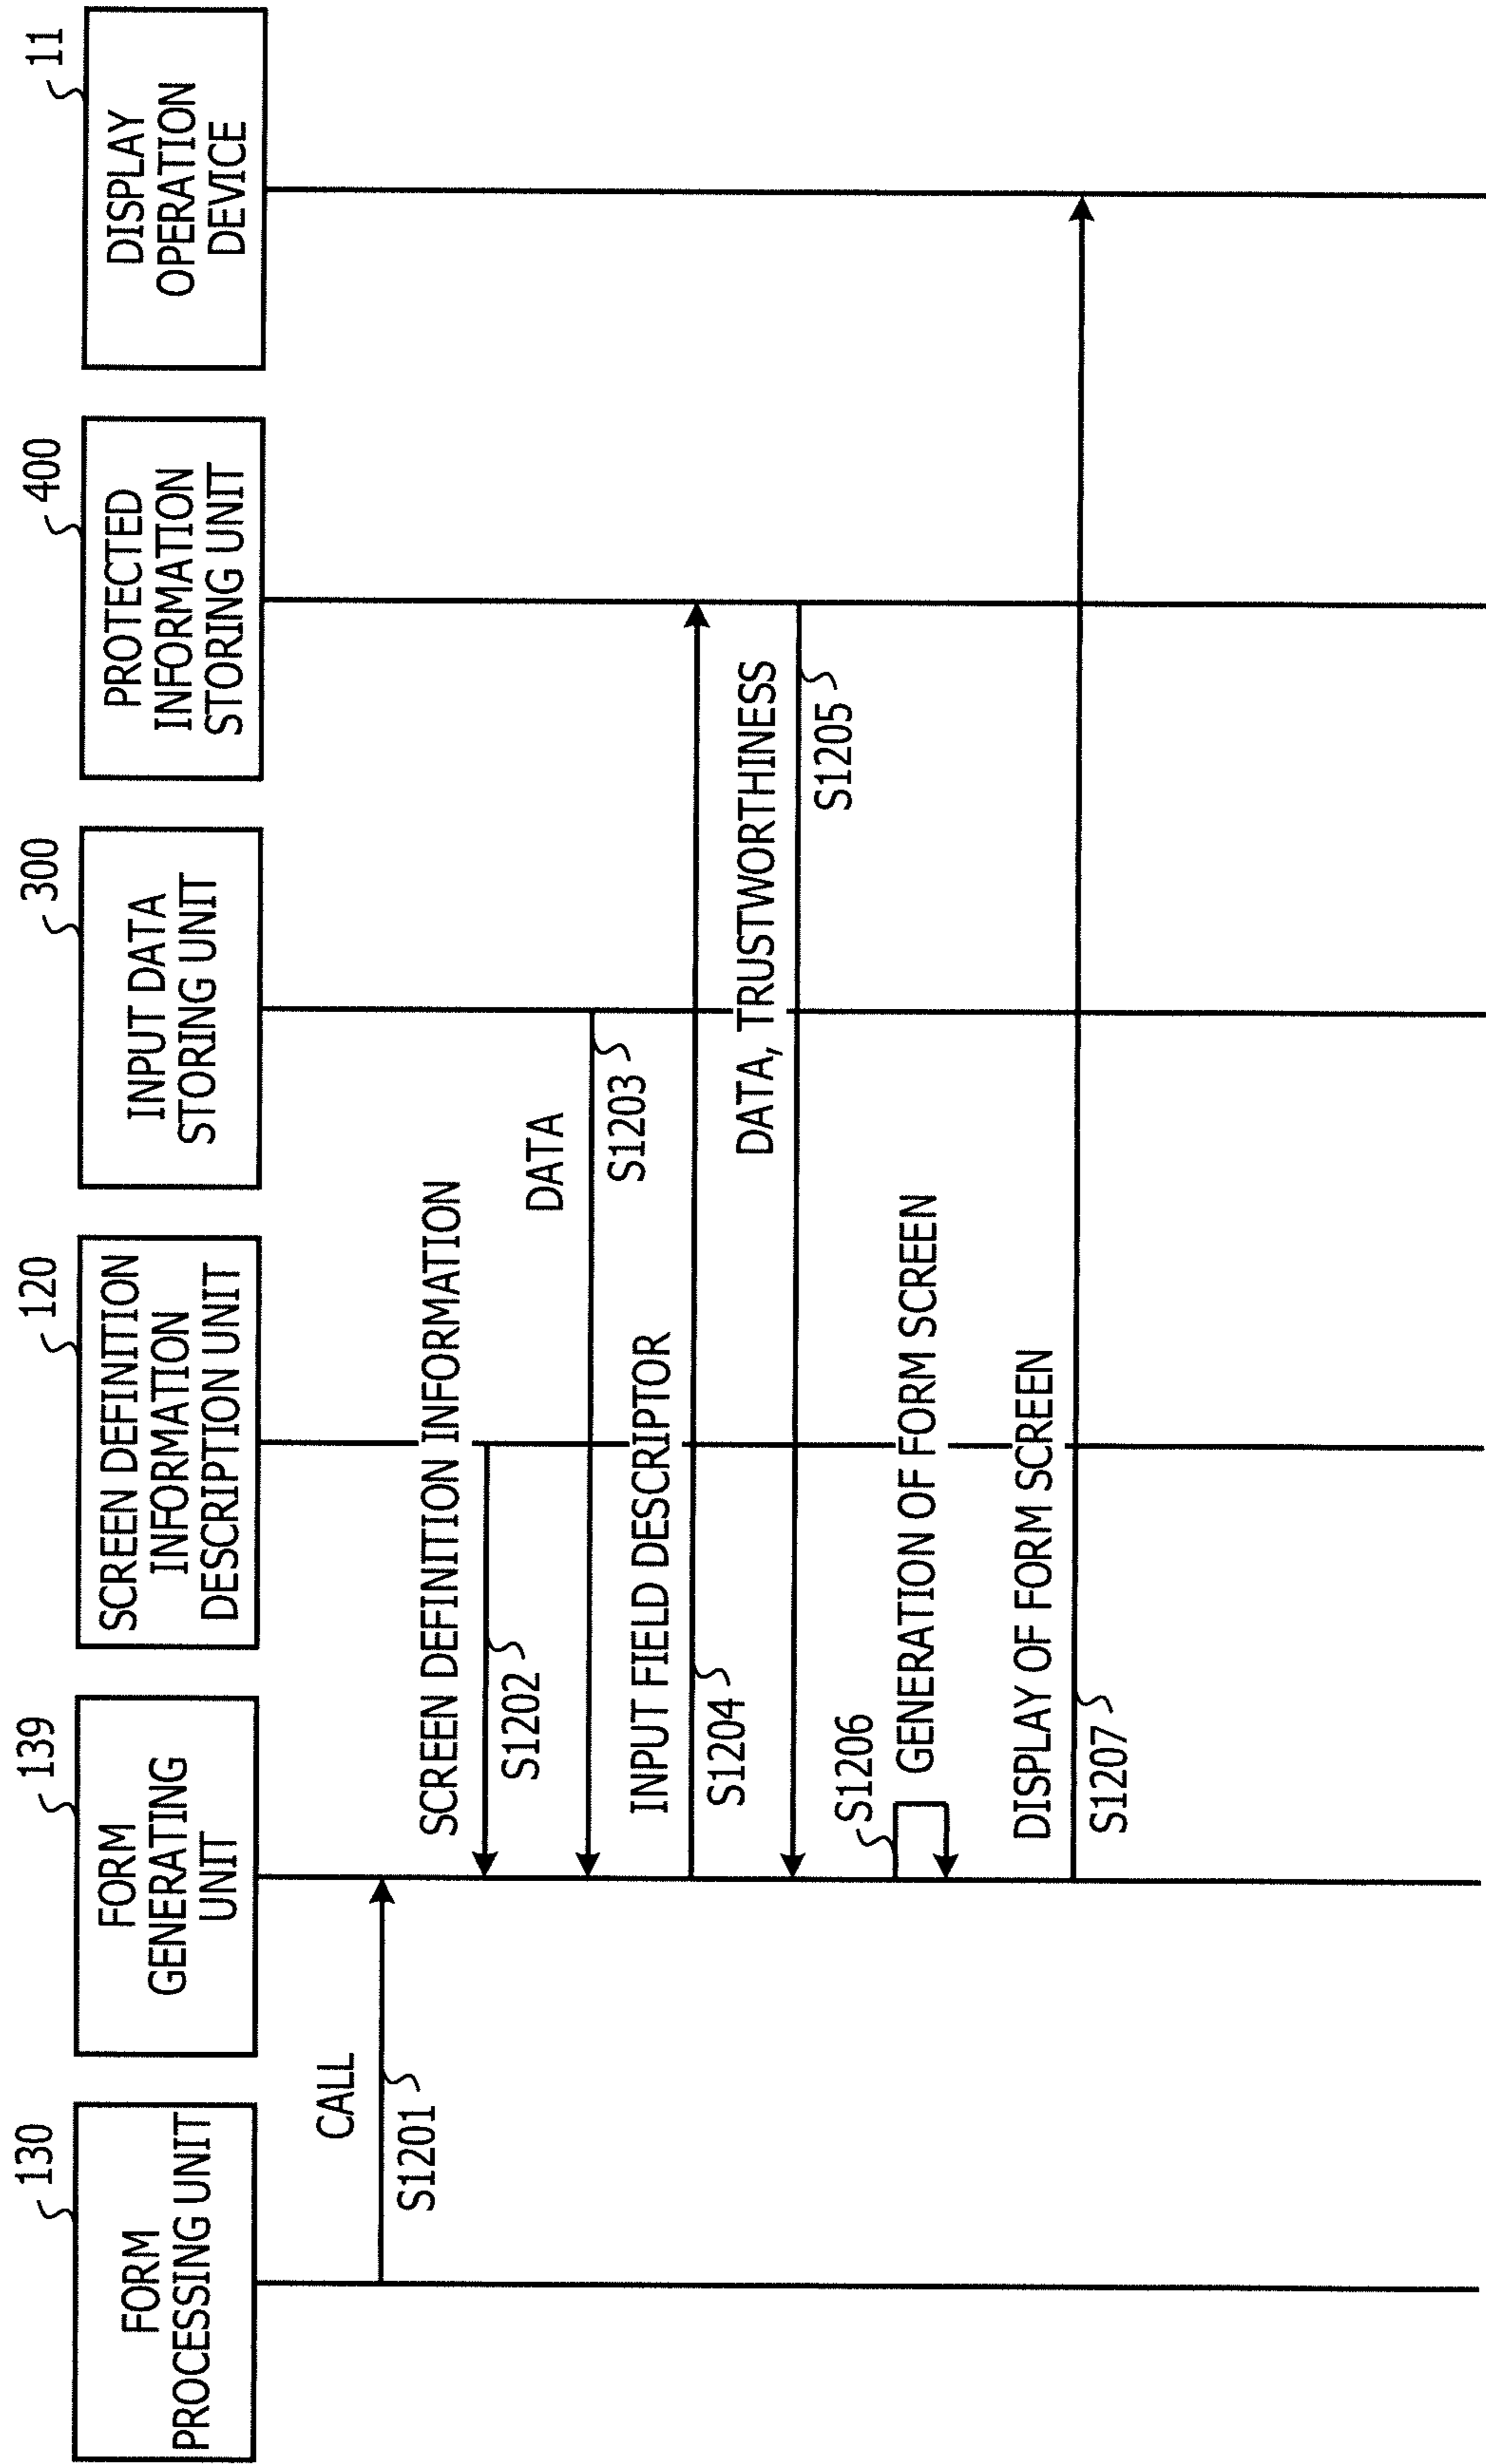 130
FORM
PROCESSING UNIT
139
FORM
GENERATING
UNIT
120
SCREEN DEFINITION
INFORMATION
DESCRIPTION UNIT
300
INPUT DATA
STORING UNIT
400
PROTECTED
INFORMATION
STORING UNIT
11
DISPLAY
OPERATION
DEVICE
CALL
S1201
SCREEN DEFINITION INFORMATION
S1202
DATA
S1203
INPUT FIELD DESCRIPTOR
S1204
DATA, TRUSTWORTHINESS
S1205
S1206
GENERATION OF FORM SCREEN
DISPLAY OF FORM SCREEN
S1207